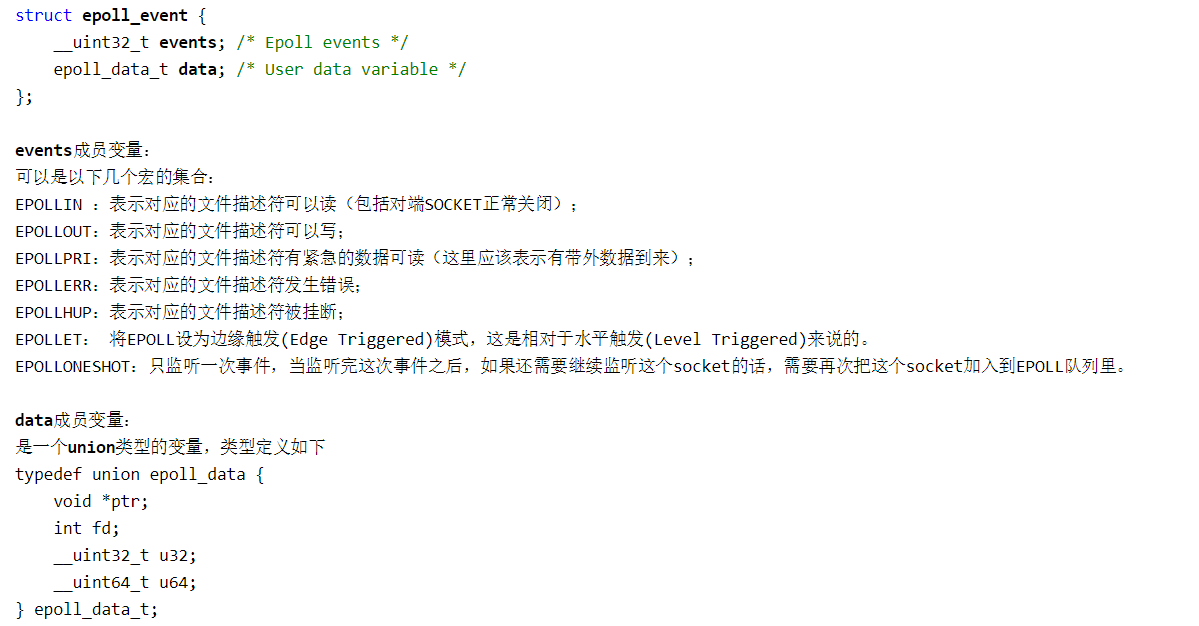 struct epoll_event {
    __uint32_t events; /* Epoll events */
    epoll_data_t data; /* User data variable */
};
events成员变量：
可以是以下几个宏的集合：
EPOLLIN ：表示对应的文件描述符可以读（包括对端SOCKET正常关闭）；
EPOLLOUT：表示对应的文件描述符可以写；
EPOLLPRI：表示对应的文件描述符有紧急的数据可读（这里应该表示有带外数据到来）；
EPOLLERR：表示对应的文件描述符发生错误；
EPOLLHUP：表示对应的文件描述符被挂断；
EPOLLET： 将EPOLL设为边缘触发(Edge Triggered)模式，这是相对于水平触发(Level Triggered)来说的。
EPOLLONESHOT：只监听一次事件，当监听完这次事件之后，如果还需要继续监听这个socket的话，需要再次把这个socket加入到EPOLL队列里。
data成员变量：
是一个union类型的变量，类型定义如下
typedef union epoll_data {
    void *ptr;
    int fd;
    __uint32_t u32;
    __uint64_t u64;
} epoll_data_t;